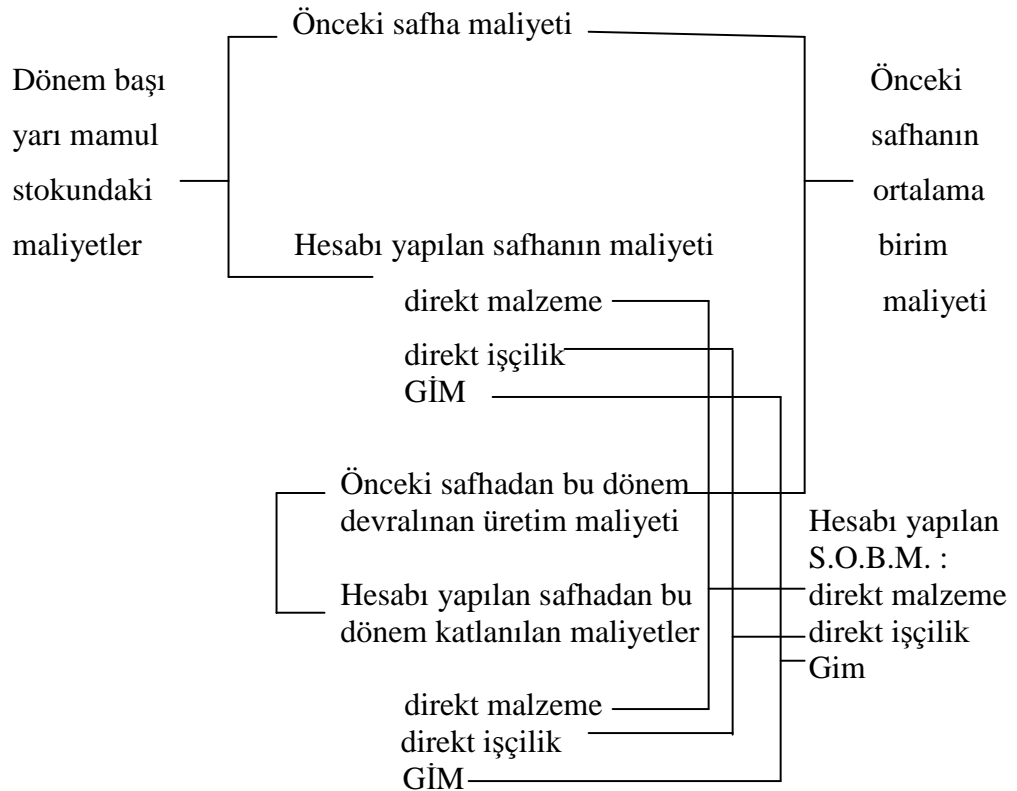 Önceki safha maliyeti
Dönem başı
yarı mamul
stokundaki
maliyetler
Önceki
safhanın
ortalama
birim
maliyeti
Hesabı yapılan safhanın maliyeti
direkt malzeme
direkt işçilik
GİM
Önceki safhadan bu dönem
devralınan üretim maliyeti
Hesabı yapılan safhadan bu
dönem katlanılan maliyetler
Hesabı yapılan
S.O.B.M. :
direkt malzeme
direkt işçilik
Gim
direkt malzeme
direkt işçilik
GİM